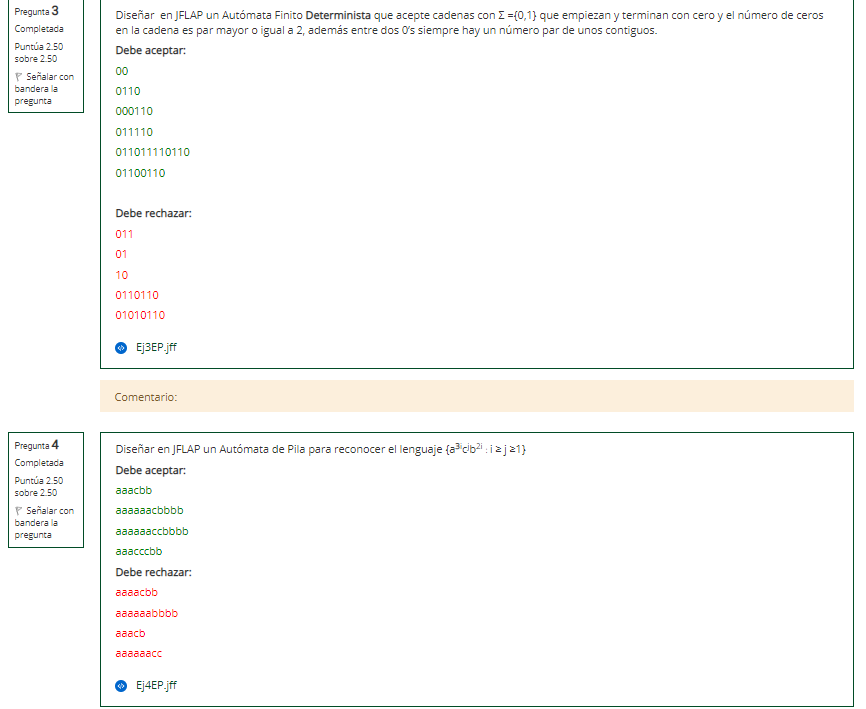 Pregunta 3
Completada
Puntúa 2.50
sobre 2.50
Señalar con
bandera la
pregunta
Diseñar en JFLAP un Autómata Finito Determinista que acepte cadenas con Σ ={0,1} que empiezan y terminan con cero y el número de ceros
en la cadena es par mayor o igual a 2, además entre dos 0's siempre hay un número par de unos contiguos.
Debe aceptar:
00
0110
000110
011110
011011110110
01100110
Debe rechazar:
011
01
10
0110110
01010110
Ej3EP.jff
Comentario:
Pregunta 4
Completada
Puntúa 2.50
sobre 2.50
Señalar con
bandera la
pregunta
Diseñar en JFLAP un Autómata de Pila para reconocer el lenguaje {a³ⁱcʲb²ⁱ : i ≥ j ≥1}
Debe aceptar:
aaacbb
aaaaaacbbbb
aaaaaaccbbbb
aaacccbb
Debe rechazar:
aaaacbb
aaaaaabbbb
aaacb
aaaaaacc
Ej4EP.jff